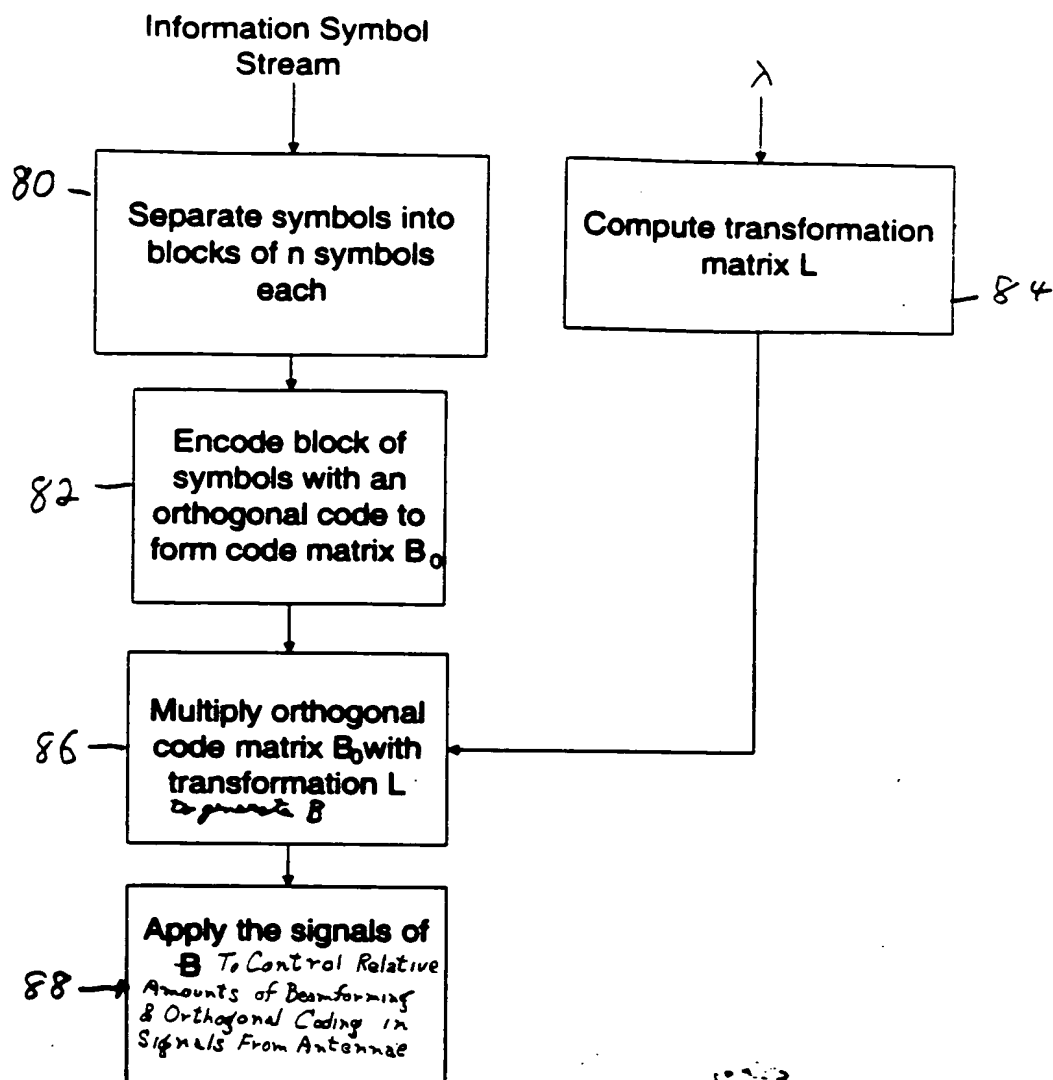 Information Symbol
Stream
λ
80
Separate symbols into
blocks of n symbols
each
Compute transformation
matrix L
84
82
Encode block of
symbols with an
orthogonal code to
form code matrix B₀
86
Multiply orthogonal
code matrix B₀ with
transformation L
to generate B
88
Apply the signals of
B To Control Relative
Amounts of Beamforming
& Orthogonal Coding in
Signals From Antennae